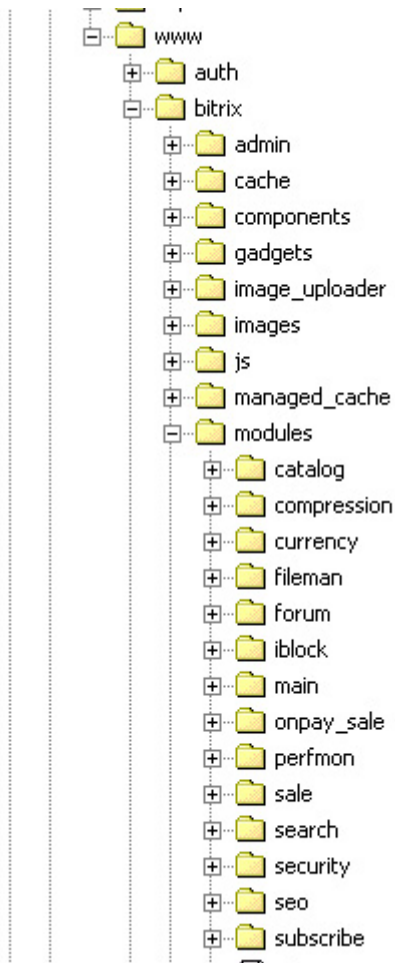 www
auth
bitrix
admin
cache
components
gadgets
image_uploader
images
js
managed_cache
modules
catalog
compression
currency
fileman
forum
iblock
main
onpay_sale
perfmon
sale
search
security
seo
subscribe